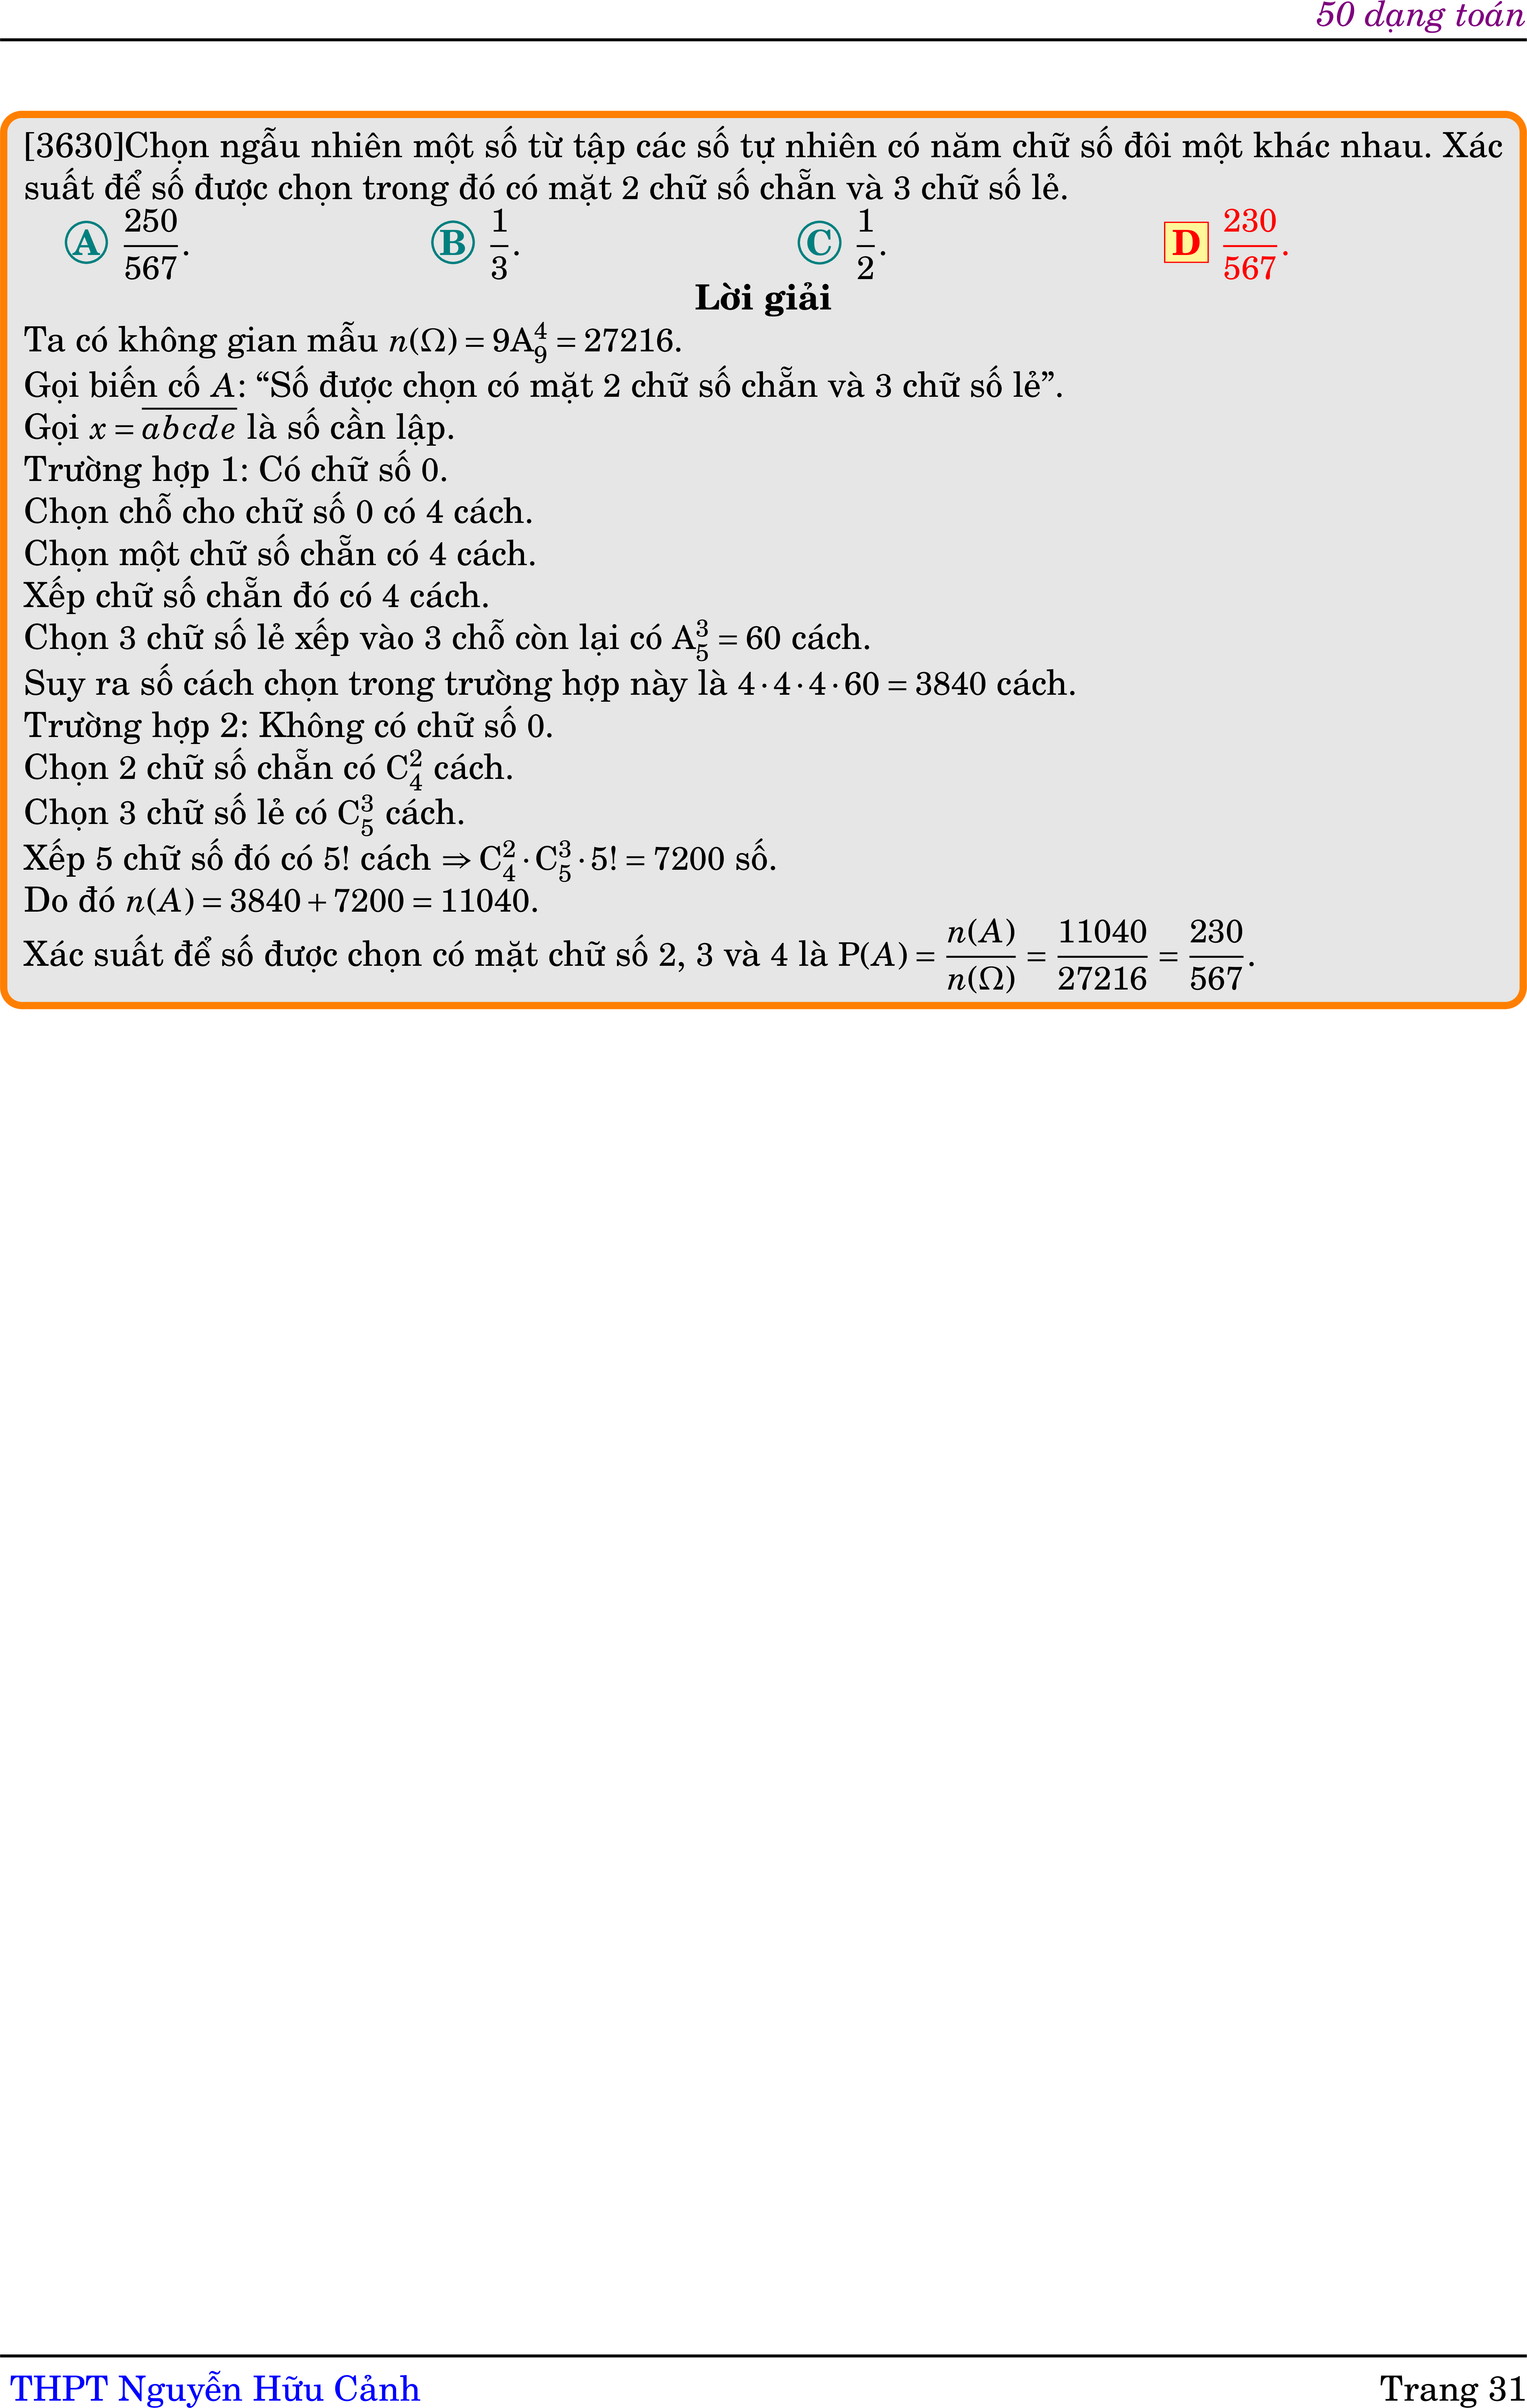 50 dạng toán
[3630]Chọn ngẫu nhiên một số từ tập các số tự nhiên có năm chữ số đôi một khác nhau. Xác
suất để số được chọn trong đó có mặt 2 chữ số chẵn và 3 chữ số lẻ.
A $\frac{250}{567}$. B $\frac{1}{3}$. C $\frac{1}{2}$. D $\frac{230}{567}$.
Lời giải
Ta có không gian mẫu $n(\Omega) = 9A_9^4 = 27216$.
Gọi biến cố $A$: “Số được chọn có mặt 2 chữ số chẵn và 3 chữ số lẻ”.
Gọi $x = \overline{abcde}$ là số cần lập.
Trường hợp 1: Có chữ số 0.
Chọn chỗ cho chữ số 0 có 4 cách.
Chọn một chữ số chẵn có 4 cách.
Xếp chữ số chẵn đó có 4 cách.
Chọn 3 chữ số lẻ xếp vào 3 chỗ còn lại có $A_5^3 = 60$ cách.
Suy ra số cách chọn trong trường hợp này là $4 \cdot 4 \cdot 4 \cdot 60 = 3840$ cách.
Trường hợp 2: Không có chữ số 0.
Chọn 2 chữ số chẵn có $C_4^2$ cách.
Chọn 3 chữ số lẻ có $C_5^3$ cách.
Xếp 5 chữ số đó có 5! cách $\Rightarrow C_4^2 \cdot C_5^3 \cdot 5! = 7200$ số.
Do đó $n(A) = 3840 + 7200 = 11040$.
Xác suất để số được chọn có mặt chữ số 2, 3 và 4 là $P(A) = \frac{n(A)}{n(\Omega)} = \frac{11040}{27216} = \frac{230}{567}$.
THPT Nguyễn Hữu Cảnh Trang 31